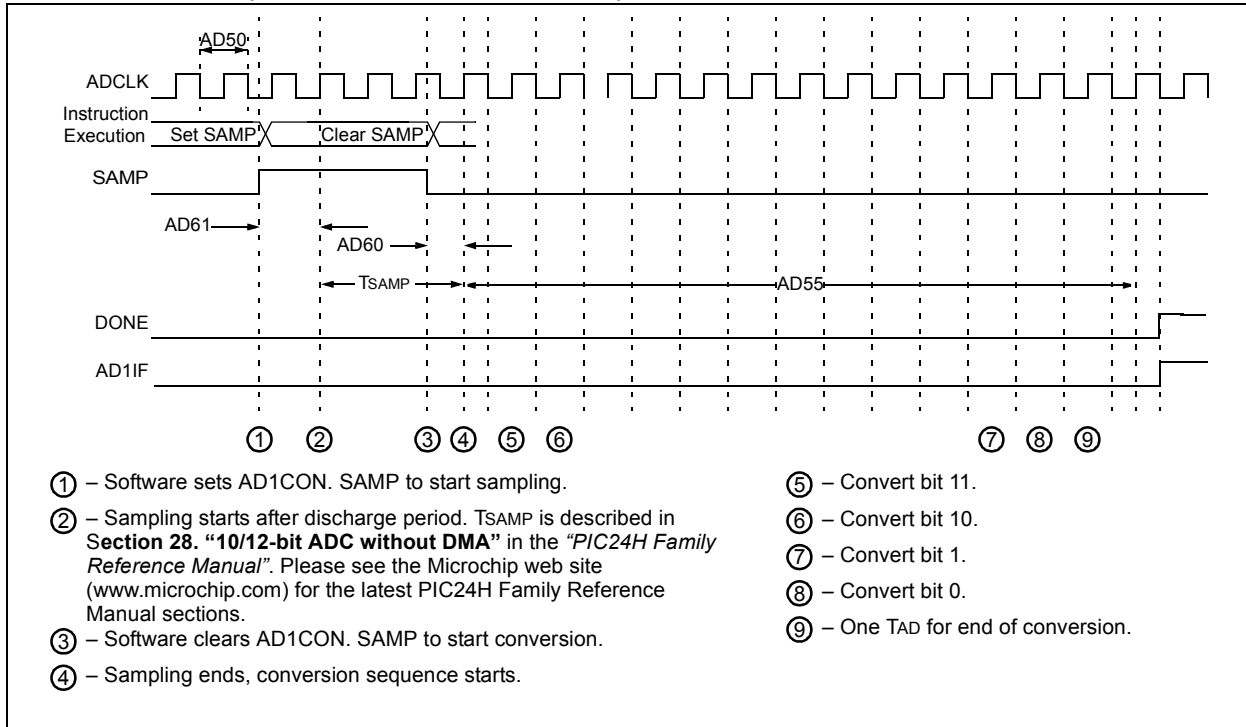 AD50
ADCLK
Instruction
Execution
Set SAMP
Clear SAMP
SAMP
AD61
AD60
TSAMP
AD55
DONE
AD1IF
1 2 3 4 5 6 7 8 9
1 – Software sets AD1CON. SAMP to start sampling.
2 – Sampling starts after discharge period. TSAMP is described in
Section 28. “10/12-bit ADC without DMA” in the “PIC24H Family
Reference Manual”. Please see the Microchip web site
(www.microchip.com) for the latest PIC24H Family Reference
Manual sections.
3 – Software clears AD1CON. SAMP to start conversion.
4 – Sampling ends, conversion sequence starts.
5 – Convert bit 11.
6 – Convert bit 10.
7 – Convert bit 1.
8 – Convert bit 0.
9 – One TAD for end of conversion.